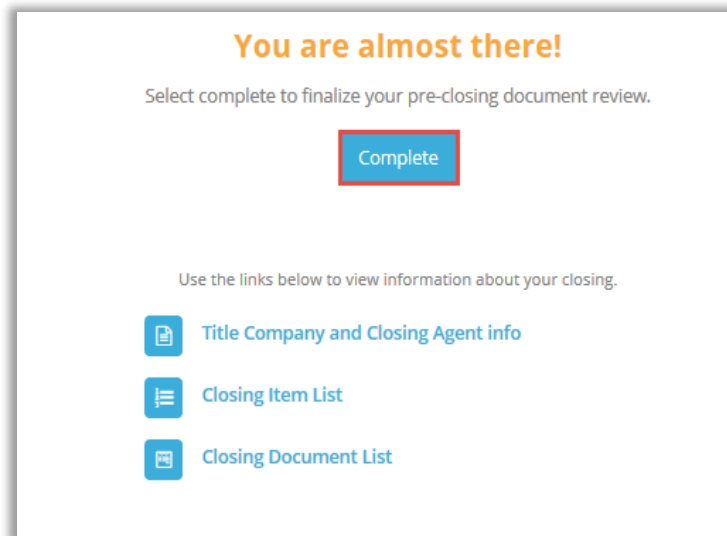 You are almost there!
Select complete to finalize your pre-closing document review.
Complete
Use the links below to view information about your closing.
Title Company and Closing Agent info
Closing Item List
Closing Document List